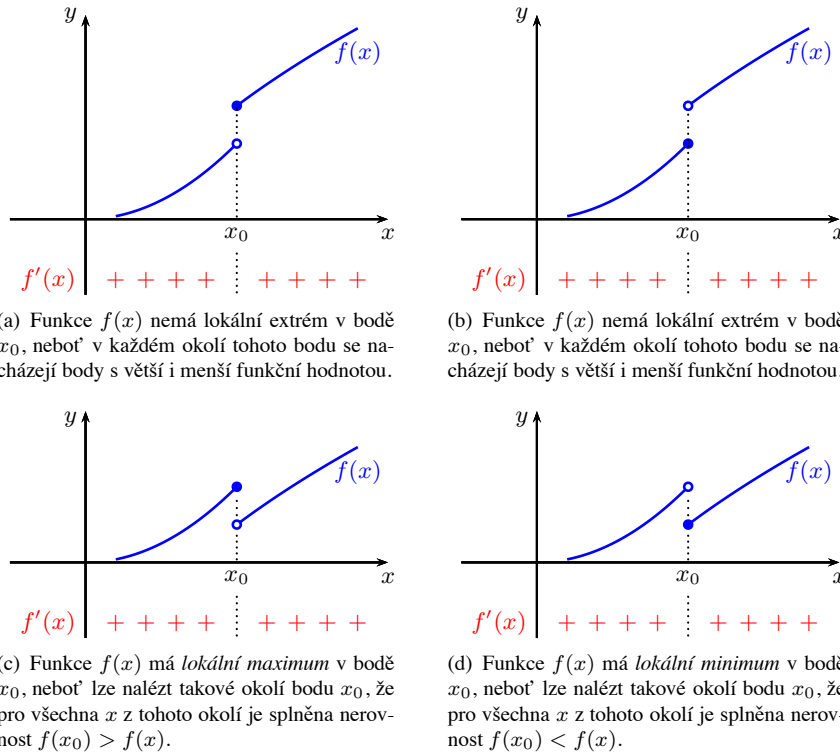 y
f(x)
x₀
x
f′(x) + + + + + + + +
(a) Funkce f(x) nemá lokální extrém v bodě
x₀, neboť v každém okolí tohoto bodu se na-
cházejí body s větší i menší funkční hodnotou.
y
f(x)
x₀
x
f′(x) + + + + + + + +
(b) Funkce f(x) nemá lokální extrém v bodě
x₀, neboť v každém okolí tohoto bodu se na-
cházejí body s větší i menší funkční hodnotou.
y
f(x)
x₀
x
f′(x) + + + + + + + +
(c) Funkce f(x) má lokální maximum v bodě
x₀, neboť lze nalézt takové okolí bodu x₀, že
pro všechna x z tohoto okolí je splněna nerov-
nost f(x₀) > f(x).
y
f(x)
x₀
x
f′(x) + + + + + + + +
(d) Funkce f(x) má lokální minimum v bodě
x₀, neboť lze nalézt takové okolí bodu x₀, že
pro všechna x z tohoto okolí je splněna nerov-
nost f(x₀) < f(x).